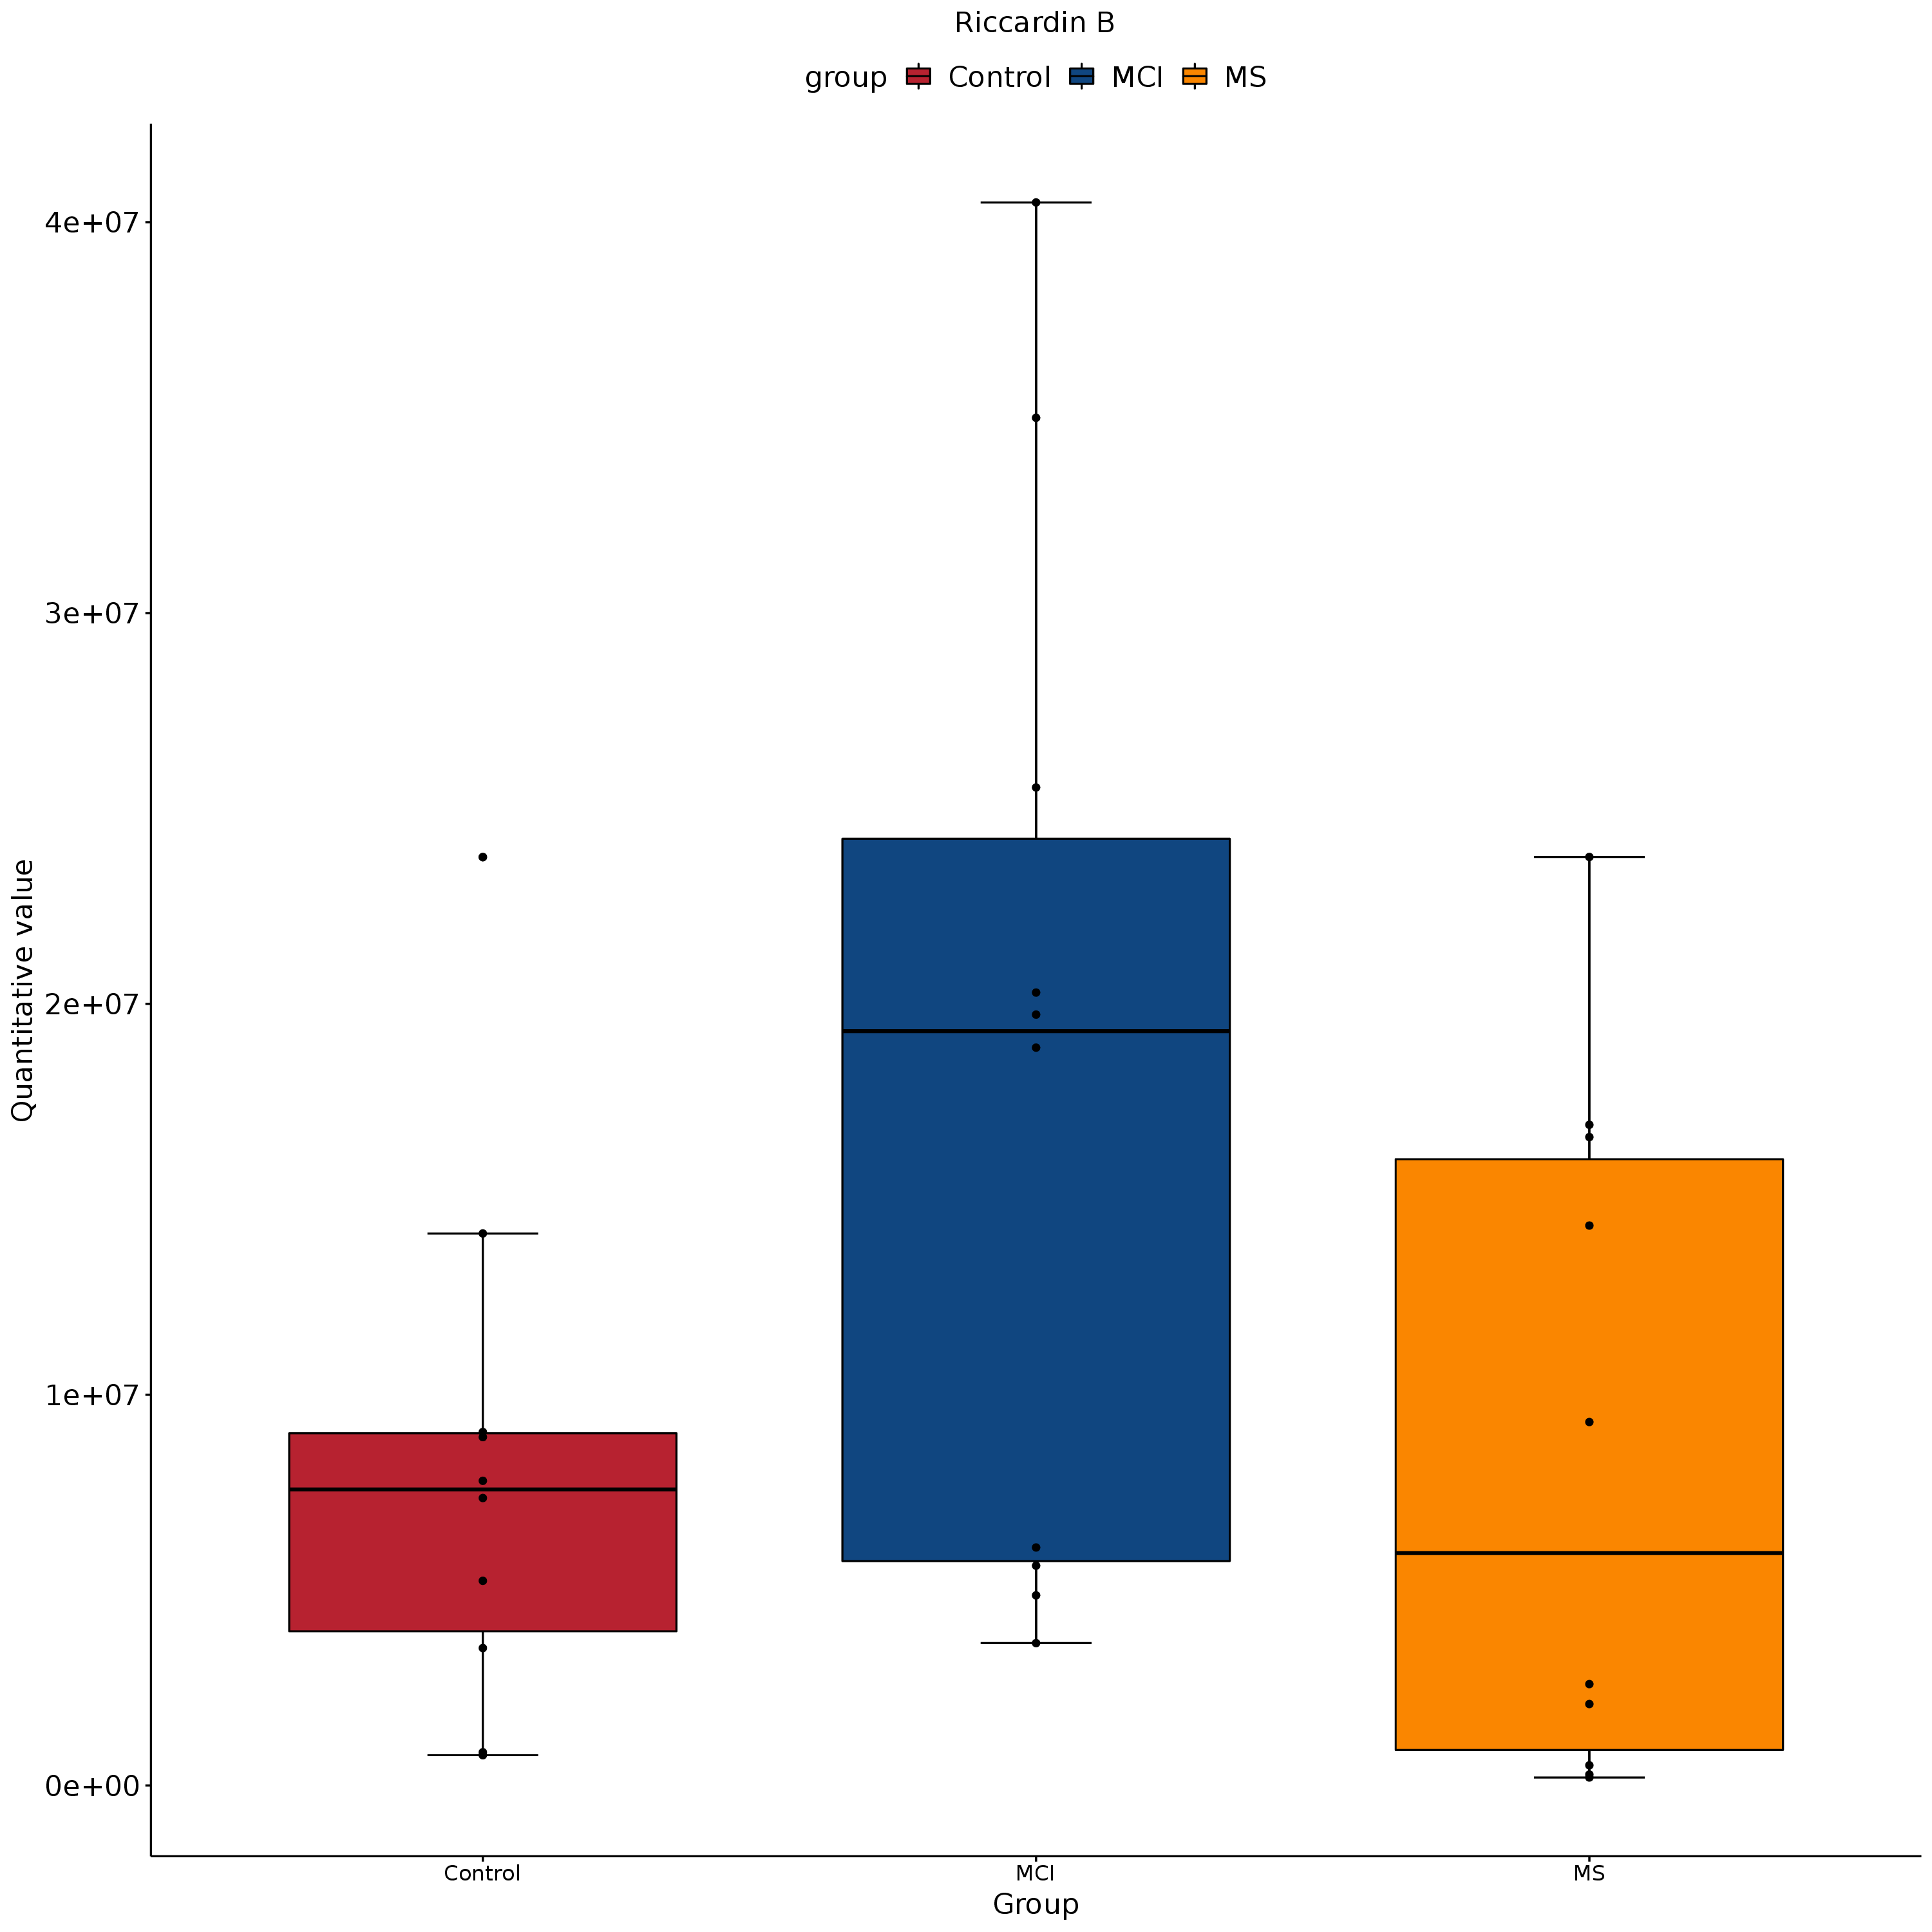 Riccardin B
group Control MCI MS
Quantitative value
4e+07
3e+07
2e+07
1e+07
0e+00
Control MCI MS
Group